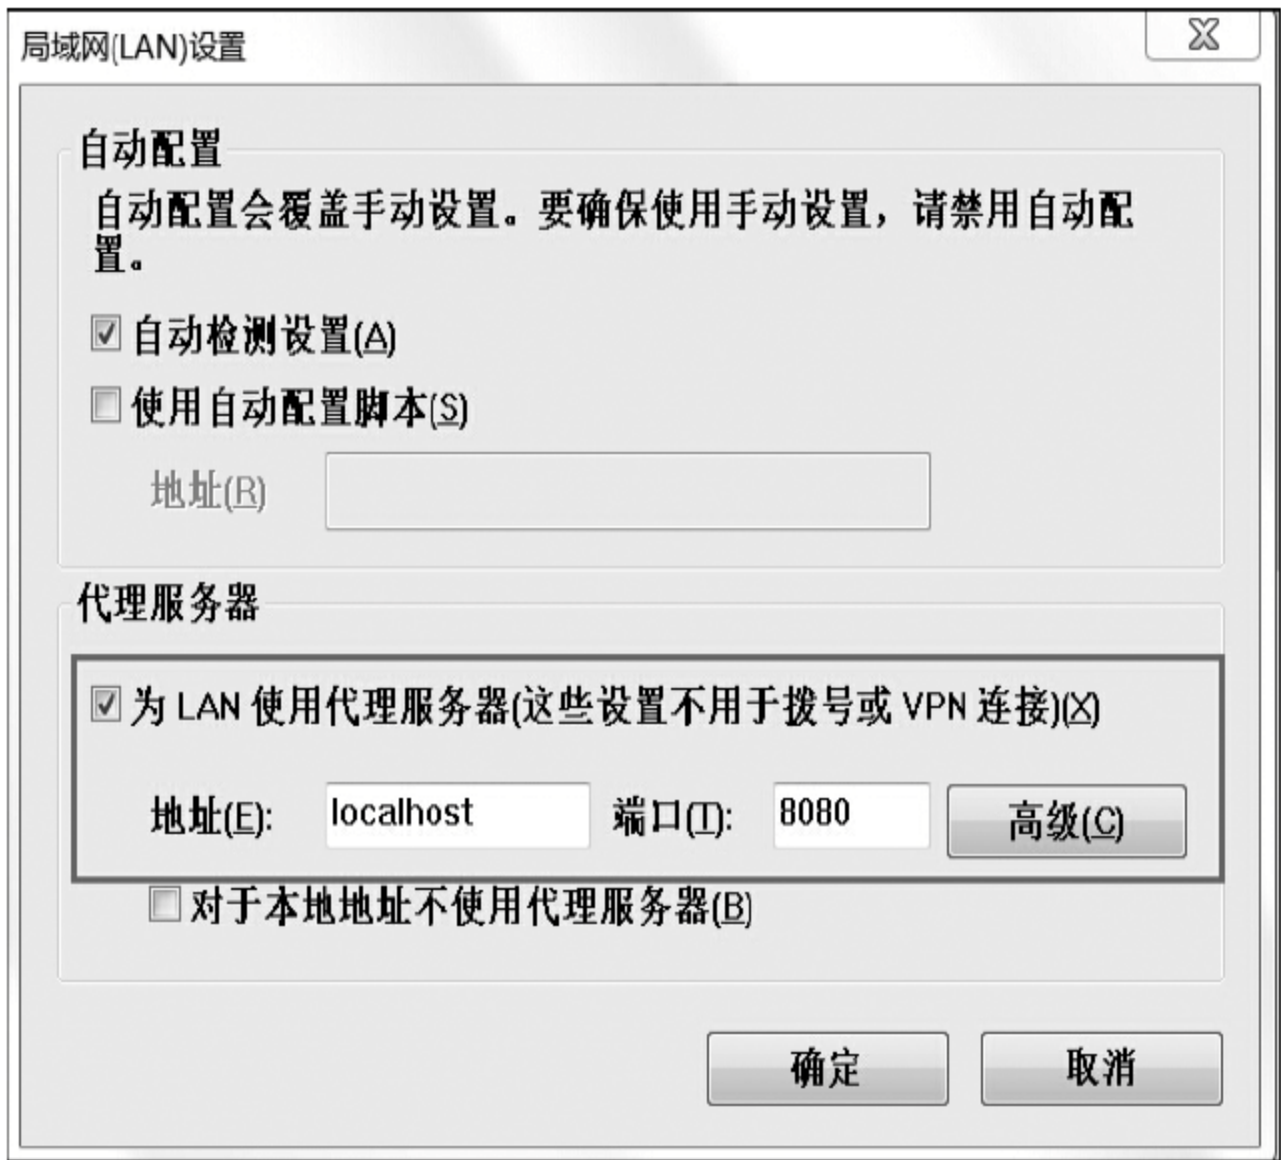 局域网(LAN)设置
自动配置
自动配置会覆盖手动设置。要确保使用手动设置，请禁用自动配
置。
自动检测设置(A)
使用自动配置脚本(S)
地址(R)
代理服务器
为 LAN 使用代理服务器(这些设置不用于拨号或 VPN 连接)(X)
地址(E): localhost 端口(T): 8080 高级(C)
对于本地地址不使用代理服务器(B)
确定 取消